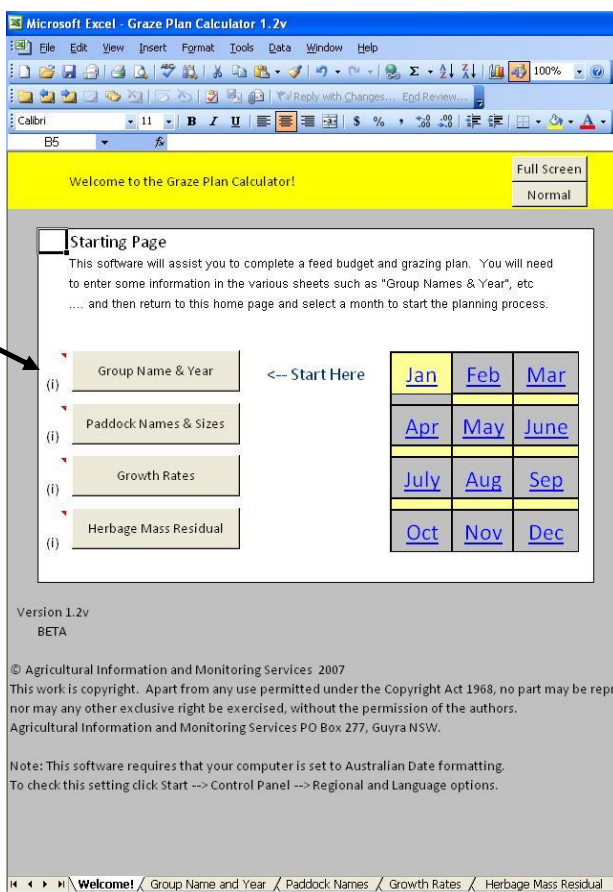 Microsoft Excel - Graze Plan Calculator 1.2v
File Edit View Insert Format Tools Data Window Help
100%
Reply with Changes... End Review...
Calibri 11 B I U $ % ,
B5 fx
Welcome to the Graze Plan Calculator!
Full Screen
Normal
Starting Page
This software will assist you to complete a feed budget and grazing plan. You will need
to enter some information in the various sheets such as "Group Names & Year", etc
.... and then return to this home page and select a month to start the planning process.
(i) Group Name & Year <-- Start Here Jan Feb Mar
(i) Paddock Names & Sizes Apr May June
(i) Growth Rates July Aug Sep
(i) Herbage Mass Residual Oct Nov Dec
Version 1.2v
BETA
© Agricultural Information and Monitoring Services 2007
This work is copyright. Apart from any use permitted under the Copyright Act 1968, no part may be repr
nor may any other exclusive right be exercised, without the permission of the authors.
Agricultural Information and Monitoring Services PO Box 277, Guyra NSW.
Note: This software requires that your computer is set to Australian Date formatting.
To check this setting click Start --> Control Panel --> Regional and Language options.
Welcome! / Group Name and Year / Paddock Names / Growth Rates / Herbage Mass Residual